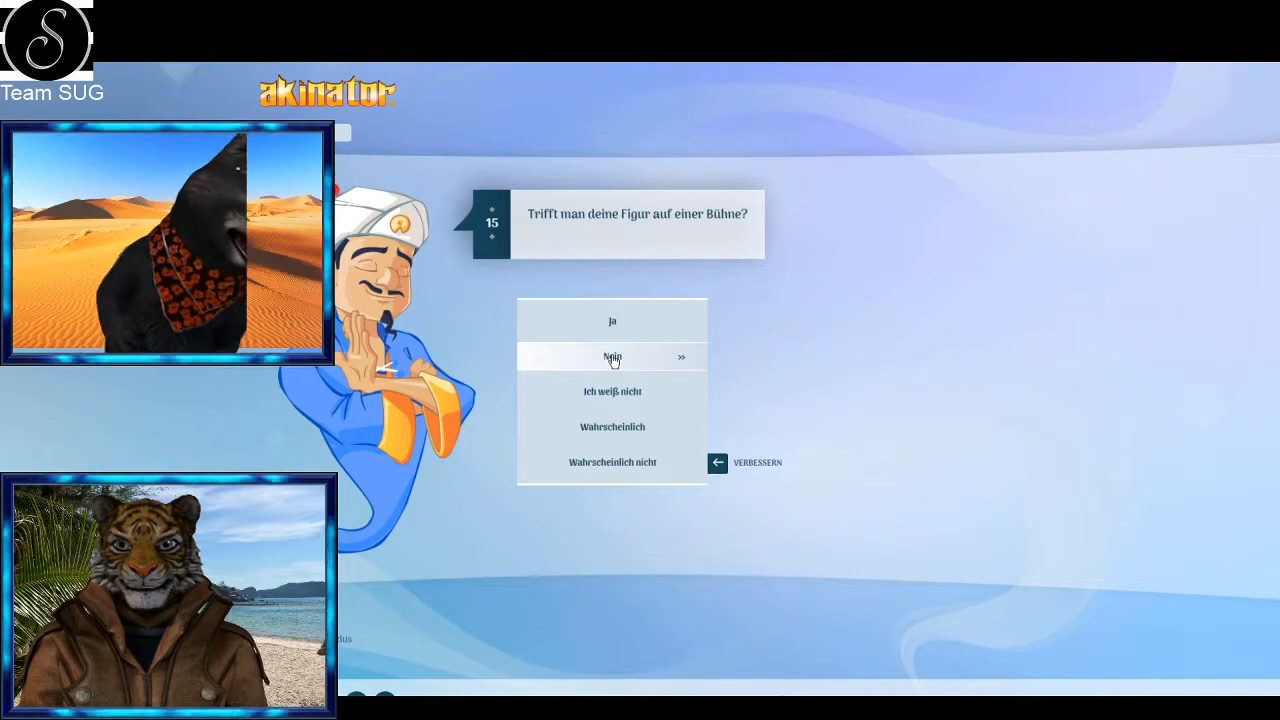 S
Team SUG
akinator
15
Trifft man deine Figur auf einer Bühne?
Ja
Nein
Ich weiß nicht
Wahrscheinlich
Wahrscheinlich nicht
VERBESSERN